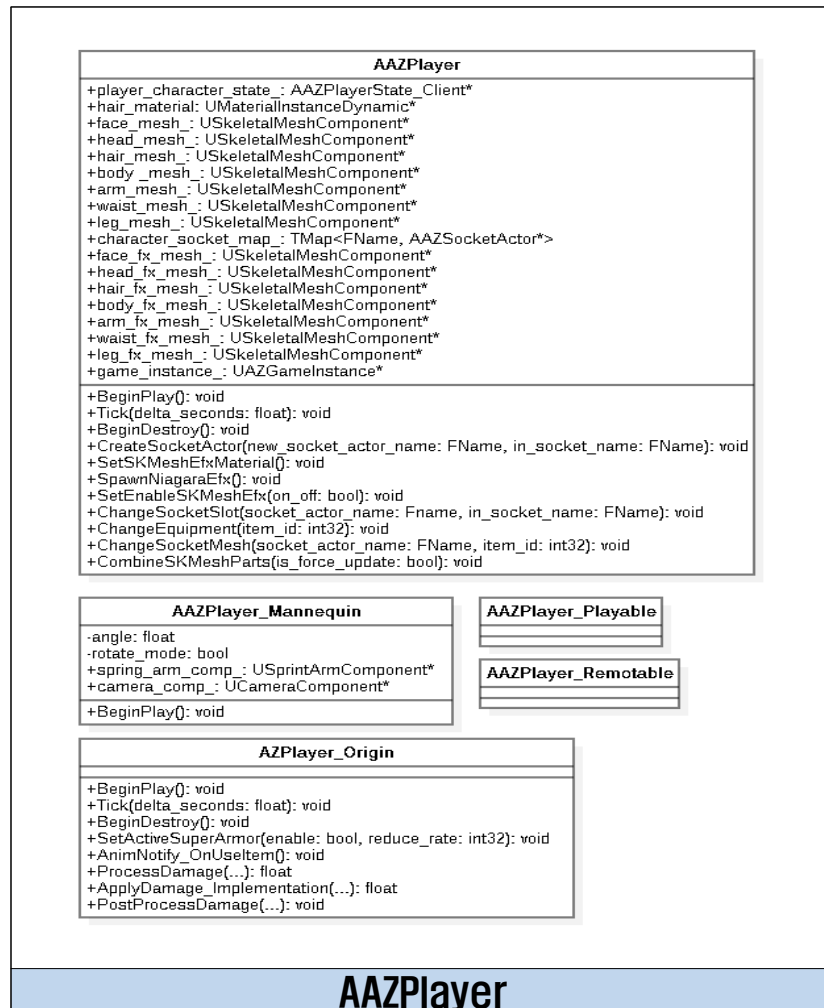 AAZPlayer
+player_character_state_: AAZPlayerState_Client*
+hair_material: UMaterialInstanceDynamic*
+face_mesh_: USkeletalMeshComponent*
+head_mesh_: USkeletalMeshComponent*
+hair_mesh_: USkeletalMeshComponent*
+body _mesh_: USkeletalMeshComponent*
+arm_mesh_: USkeletalMeshComponent*
+waist_mesh_: USkeletalMeshComponent*
+leg_mesh_: USkeletalMeshComponent*
+character_socket_map_: TMap<FName, AAZSocketActor*>
+face_fx_mesh_: USkeletalMeshComponent*
+head_fx_mesh_: USkeletalMeshComponent*
+hair_fx_mesh_: USkeletalMeshComponent*
+body_fx_mesh_: USkeletalMeshComponent*
+arm_fx_mesh_: USkeletalMeshComponent*
+waist_fx_mesh_: USkeletalMeshComponent*
+leg_fx_mesh_: USkeletalMeshComponent*
+game_instance_: UAZGameInstance*
+BeginPlay(): void
+Tick(delta_seconds: float): void
+BeginDestroy(): void
+CreateSocketActor(new_socket_actor_name: FName, in_socket_name: FName): void
+SetSKMeshEfxMaterial(): void
+SpawnNiagaraEfx(): void
+SetEnableSKMeshEfx(on_off: bool): void
+ChangeSocketSlot(socket_actor_name: Fname, in_socket_name: FName): void
+ChangeEquipment(item_id: int32): void
+ChangeSocketMesh(socket_actor_name: FName, item_id: int32): void
+CombineSKMeshParts(is_force_update: bool): void
AAZPlayer_Mannequin
-angle: float
-rotate_mode: bool
+spring_arm_comp_: USprintArmComponent*
+camera_comp_: UCameraComponent*
+BeginPlay(): void
AAZPlayer_Playable
AAZPlayer_Remotable
AZPlayer_Origin
+BeginPlay(): void
+Tick(delta_seconds: float): void
+BeginDestroy(): void
+SetActiveSuperArmor(enable: bool, reduce_rate: int32): void
+AnimNotify_OnUseItem(): void
+ProcessDamage(...): float
+ApplyDamage_Implementation(...): float
+PostProcessDamage(...): void
AAZPlayer